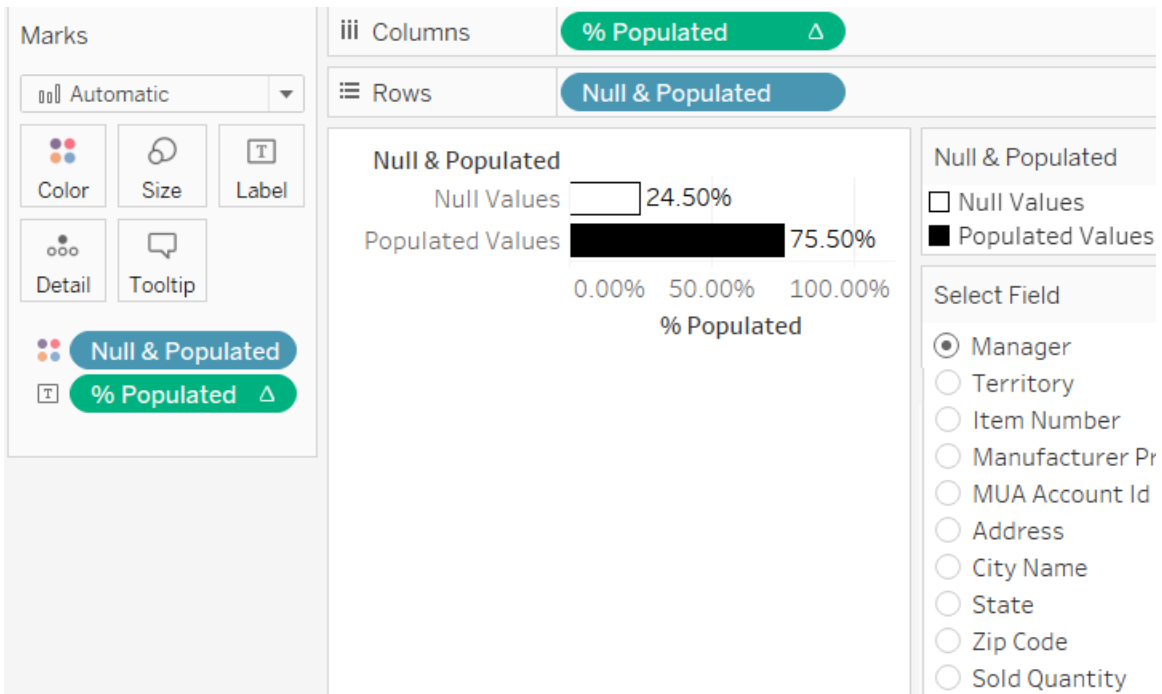 Marks
Automatic
Color Size Label
Detail Tooltip
Null & Populated
% Populated Δ
Columns % Populated Δ
Rows Null & Populated
Null & Populated
Null Values 24.50%
Populated Values 75.50%
0.00% 50.00% 100.00%
% Populated
Null & Populated
Null Values
Populated Values
Select Field
Manager
Territory
Item Number
Manufacturer Pr
MUA Account Id
Address
City Name
State
Zip Code
Sold Quantity